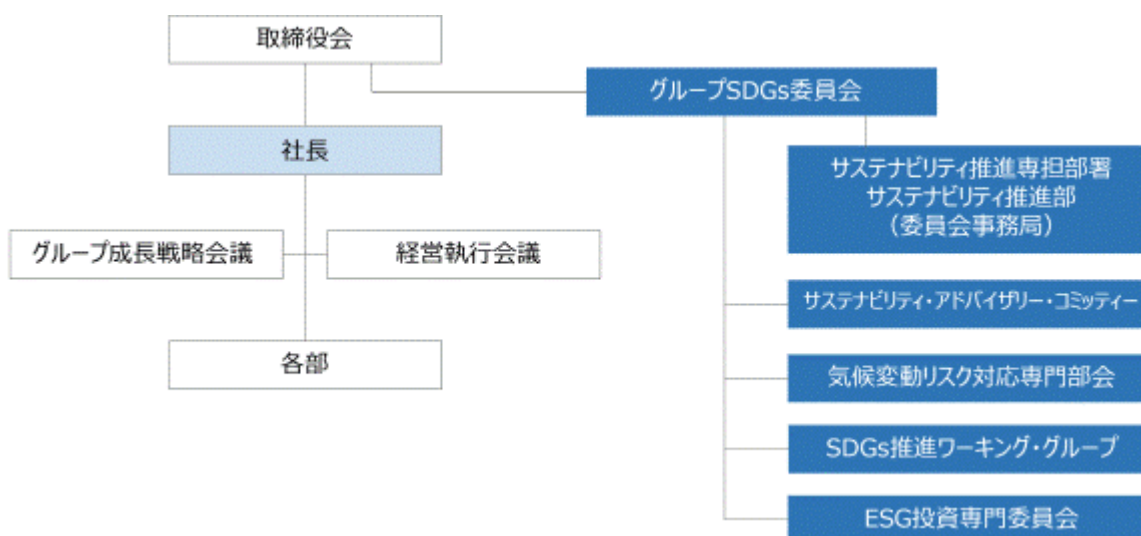 取締役会
グループSDGs委員会
社長
サステナビリティ推進専担部署
サステナビリティ推進部
（委員会事務局）
グループ成長戦略会議
経営執行会議
サステナビリティ・アドバイザリー・コミッティー
各部
気候変動リスク対応専門部会
SDGs推進ワーキング・グループ
ESG投資専門委員会